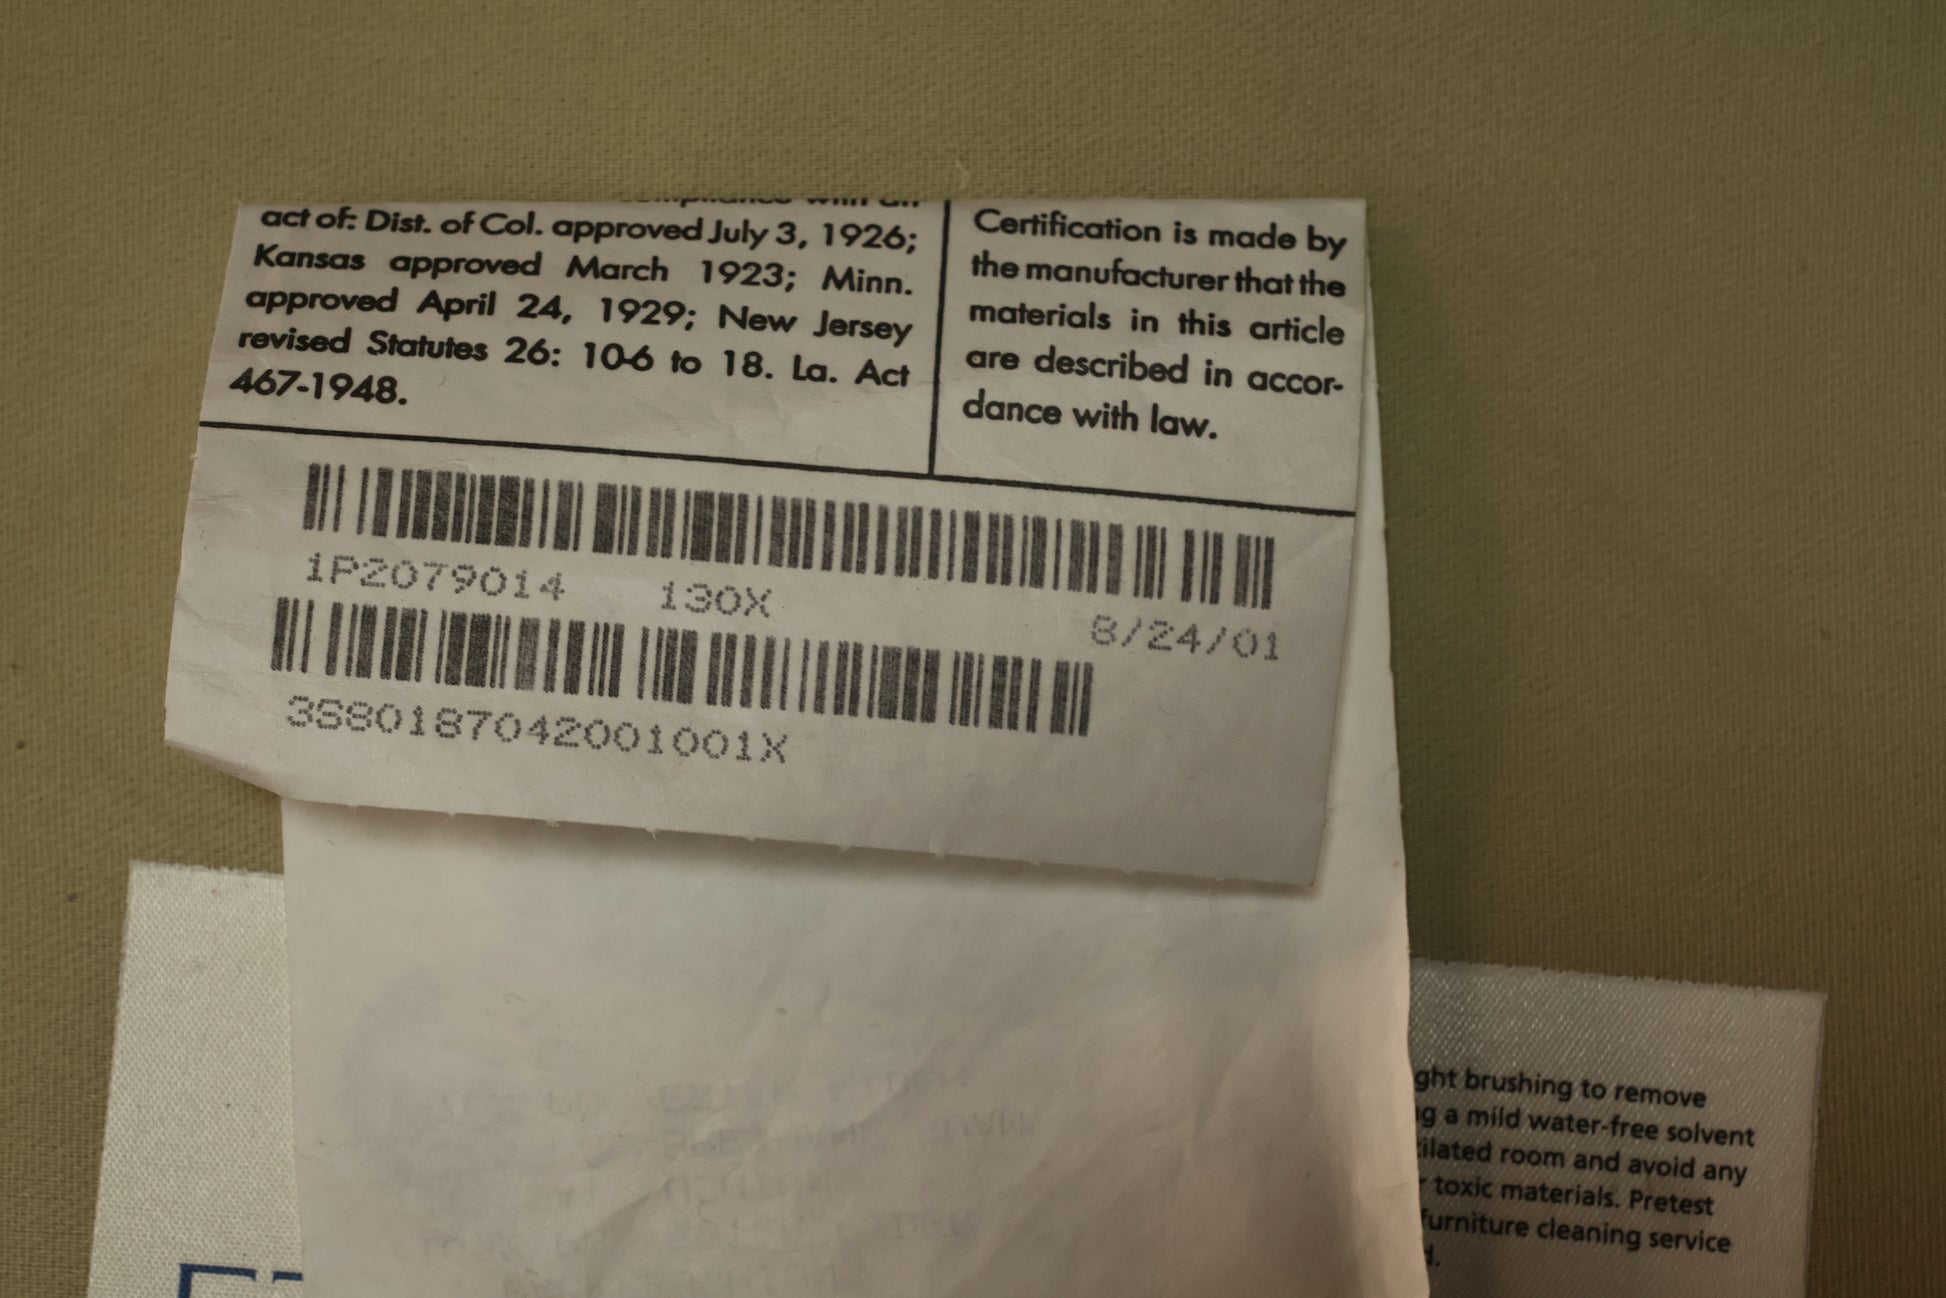 compliance with an
act of: Dist. of Col. approved July 3, 1926;
Kansas approved March 1923; Minn.
approved April 24, 1929; New Jersey
revised Statutes 26: 10-6 to 18. La. Act
467-1948.
Certification is made by
the manufacturer that the
materials in this article
are described in accor-
dance with law.
1P2079014 130X 8/24/01
3S80187042001001X
ght brushing to remove
g a mild water-free solvent
tilated room and avoid any
toxic materials. Pretest
furniture cleaning service
d.